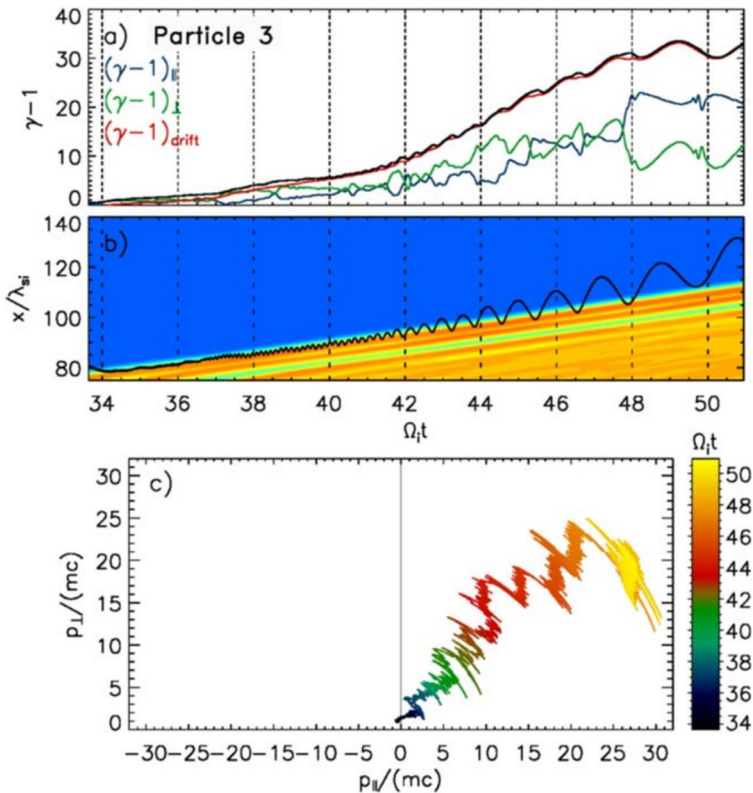 40
a) Particle 3
30
(γ−1)∥
γ−1
20
(γ−1)⊥
10
(γ−1)drift
0
140
b)
120
x/λsi
100
80
34 36 38 40 42 44 46 48 50
Ωit
Ωit
30
c)
50
25
48
20
46
p⊥/(mc)
44
15
42
10
40
5
38
36
0
34
−30−25−20−15−10−5 0 5 10 15 20 25 30
p∥/(mc)